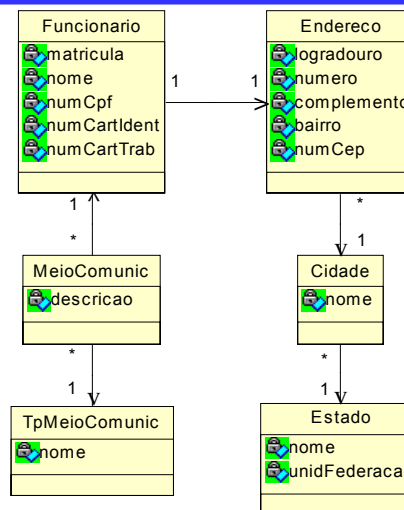 Funcionario
matricula
nome
numCpf
numCartIdent
numCartTrab
1
1
Endereco
logradouro
numero
complemento
bairro
numCep
1
*
*
1
MeioComunic
descricao
Cidade
nome
*
1
*
1
TpMeioComunic
nome
Estado
nome
unidFederaca